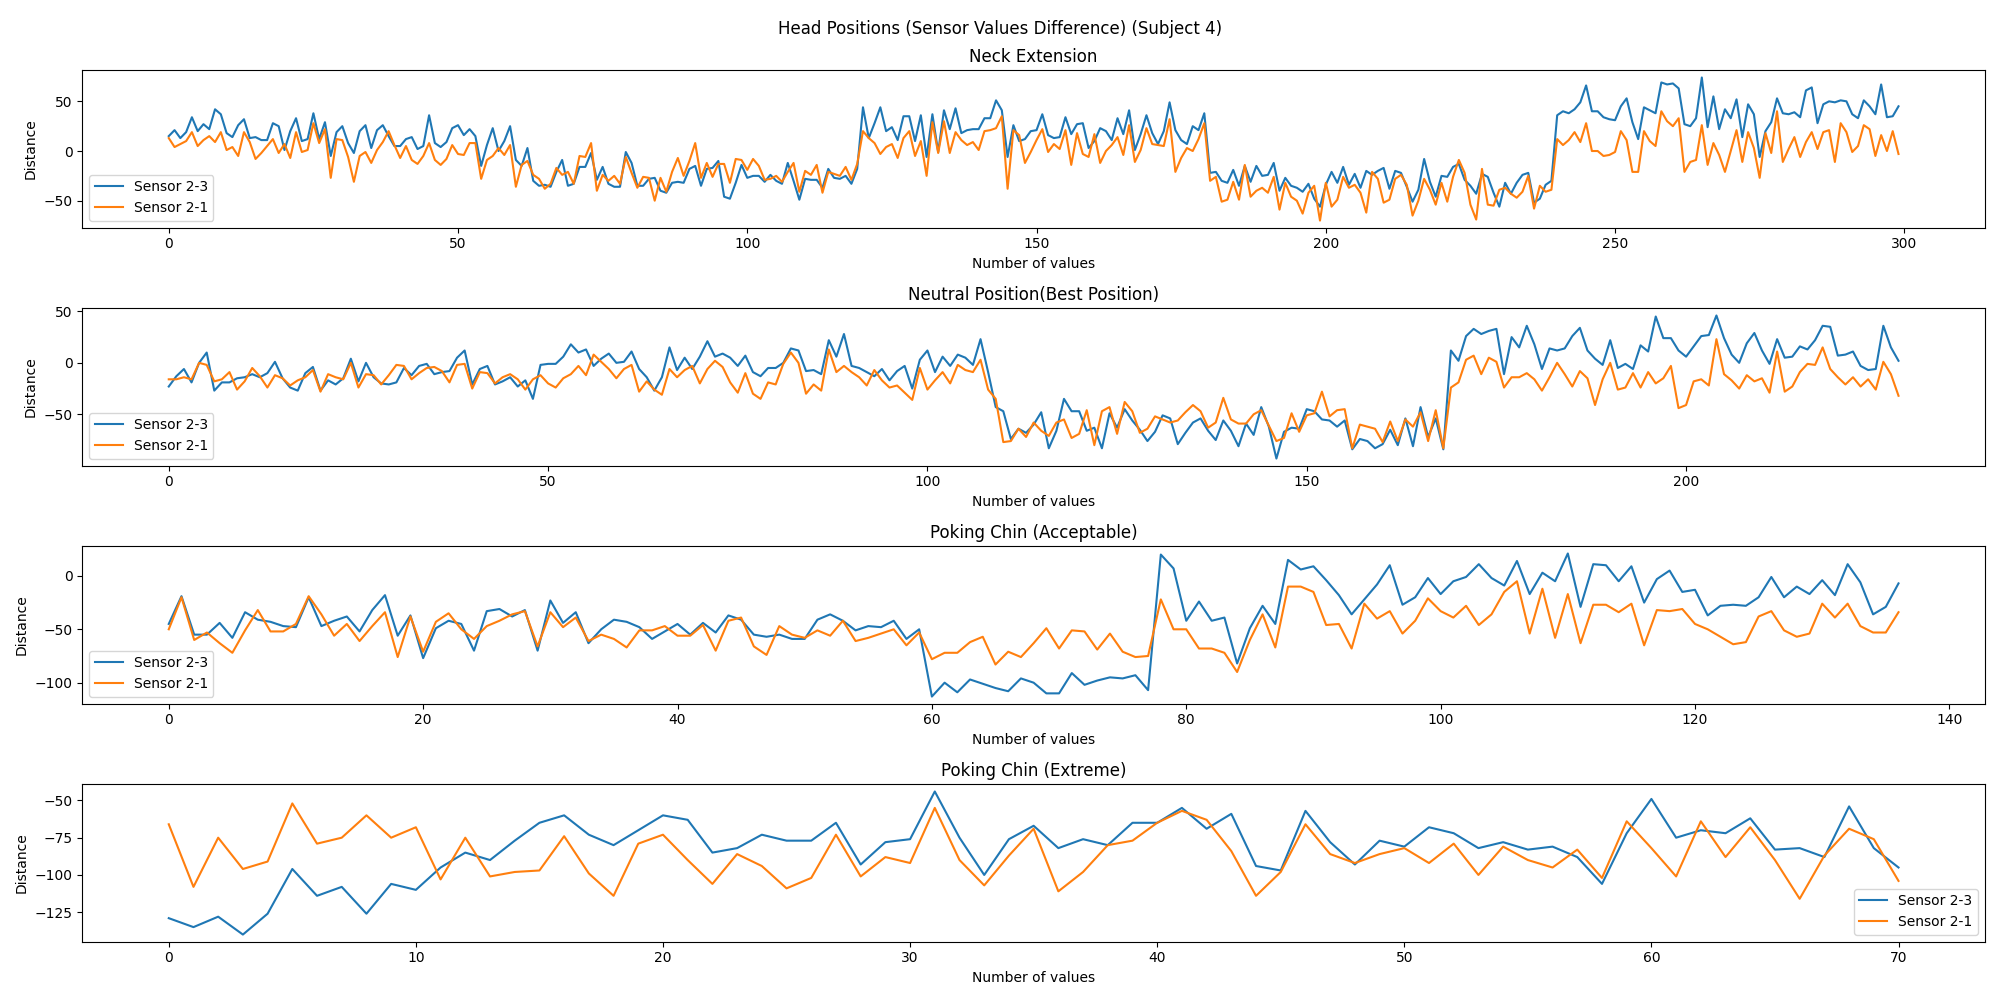 Head Positions (Sensor Values Difference) (Subject 4)
Neck Extension
Distance
50
0
−50
Sensor 2-3
Sensor 2-1
0 50 100 150 200 250 300
Number of values
Neutral Position(Best Position)
Distance
50
0
−50
Sensor 2-3
Sensor 2-1
0 50 100 150 200
Number of values
Poking Chin (Acceptable)
Distance
0
−50
−100
Sensor 2-3
Sensor 2-1
0 20 40 60 80 100 120 140
Number of values
Poking Chin (Extreme)
Distance
−50
−75
−100
−125
Sensor 2-3
Sensor 2-1
0 10 20 30 40 50 60 70
Number of values